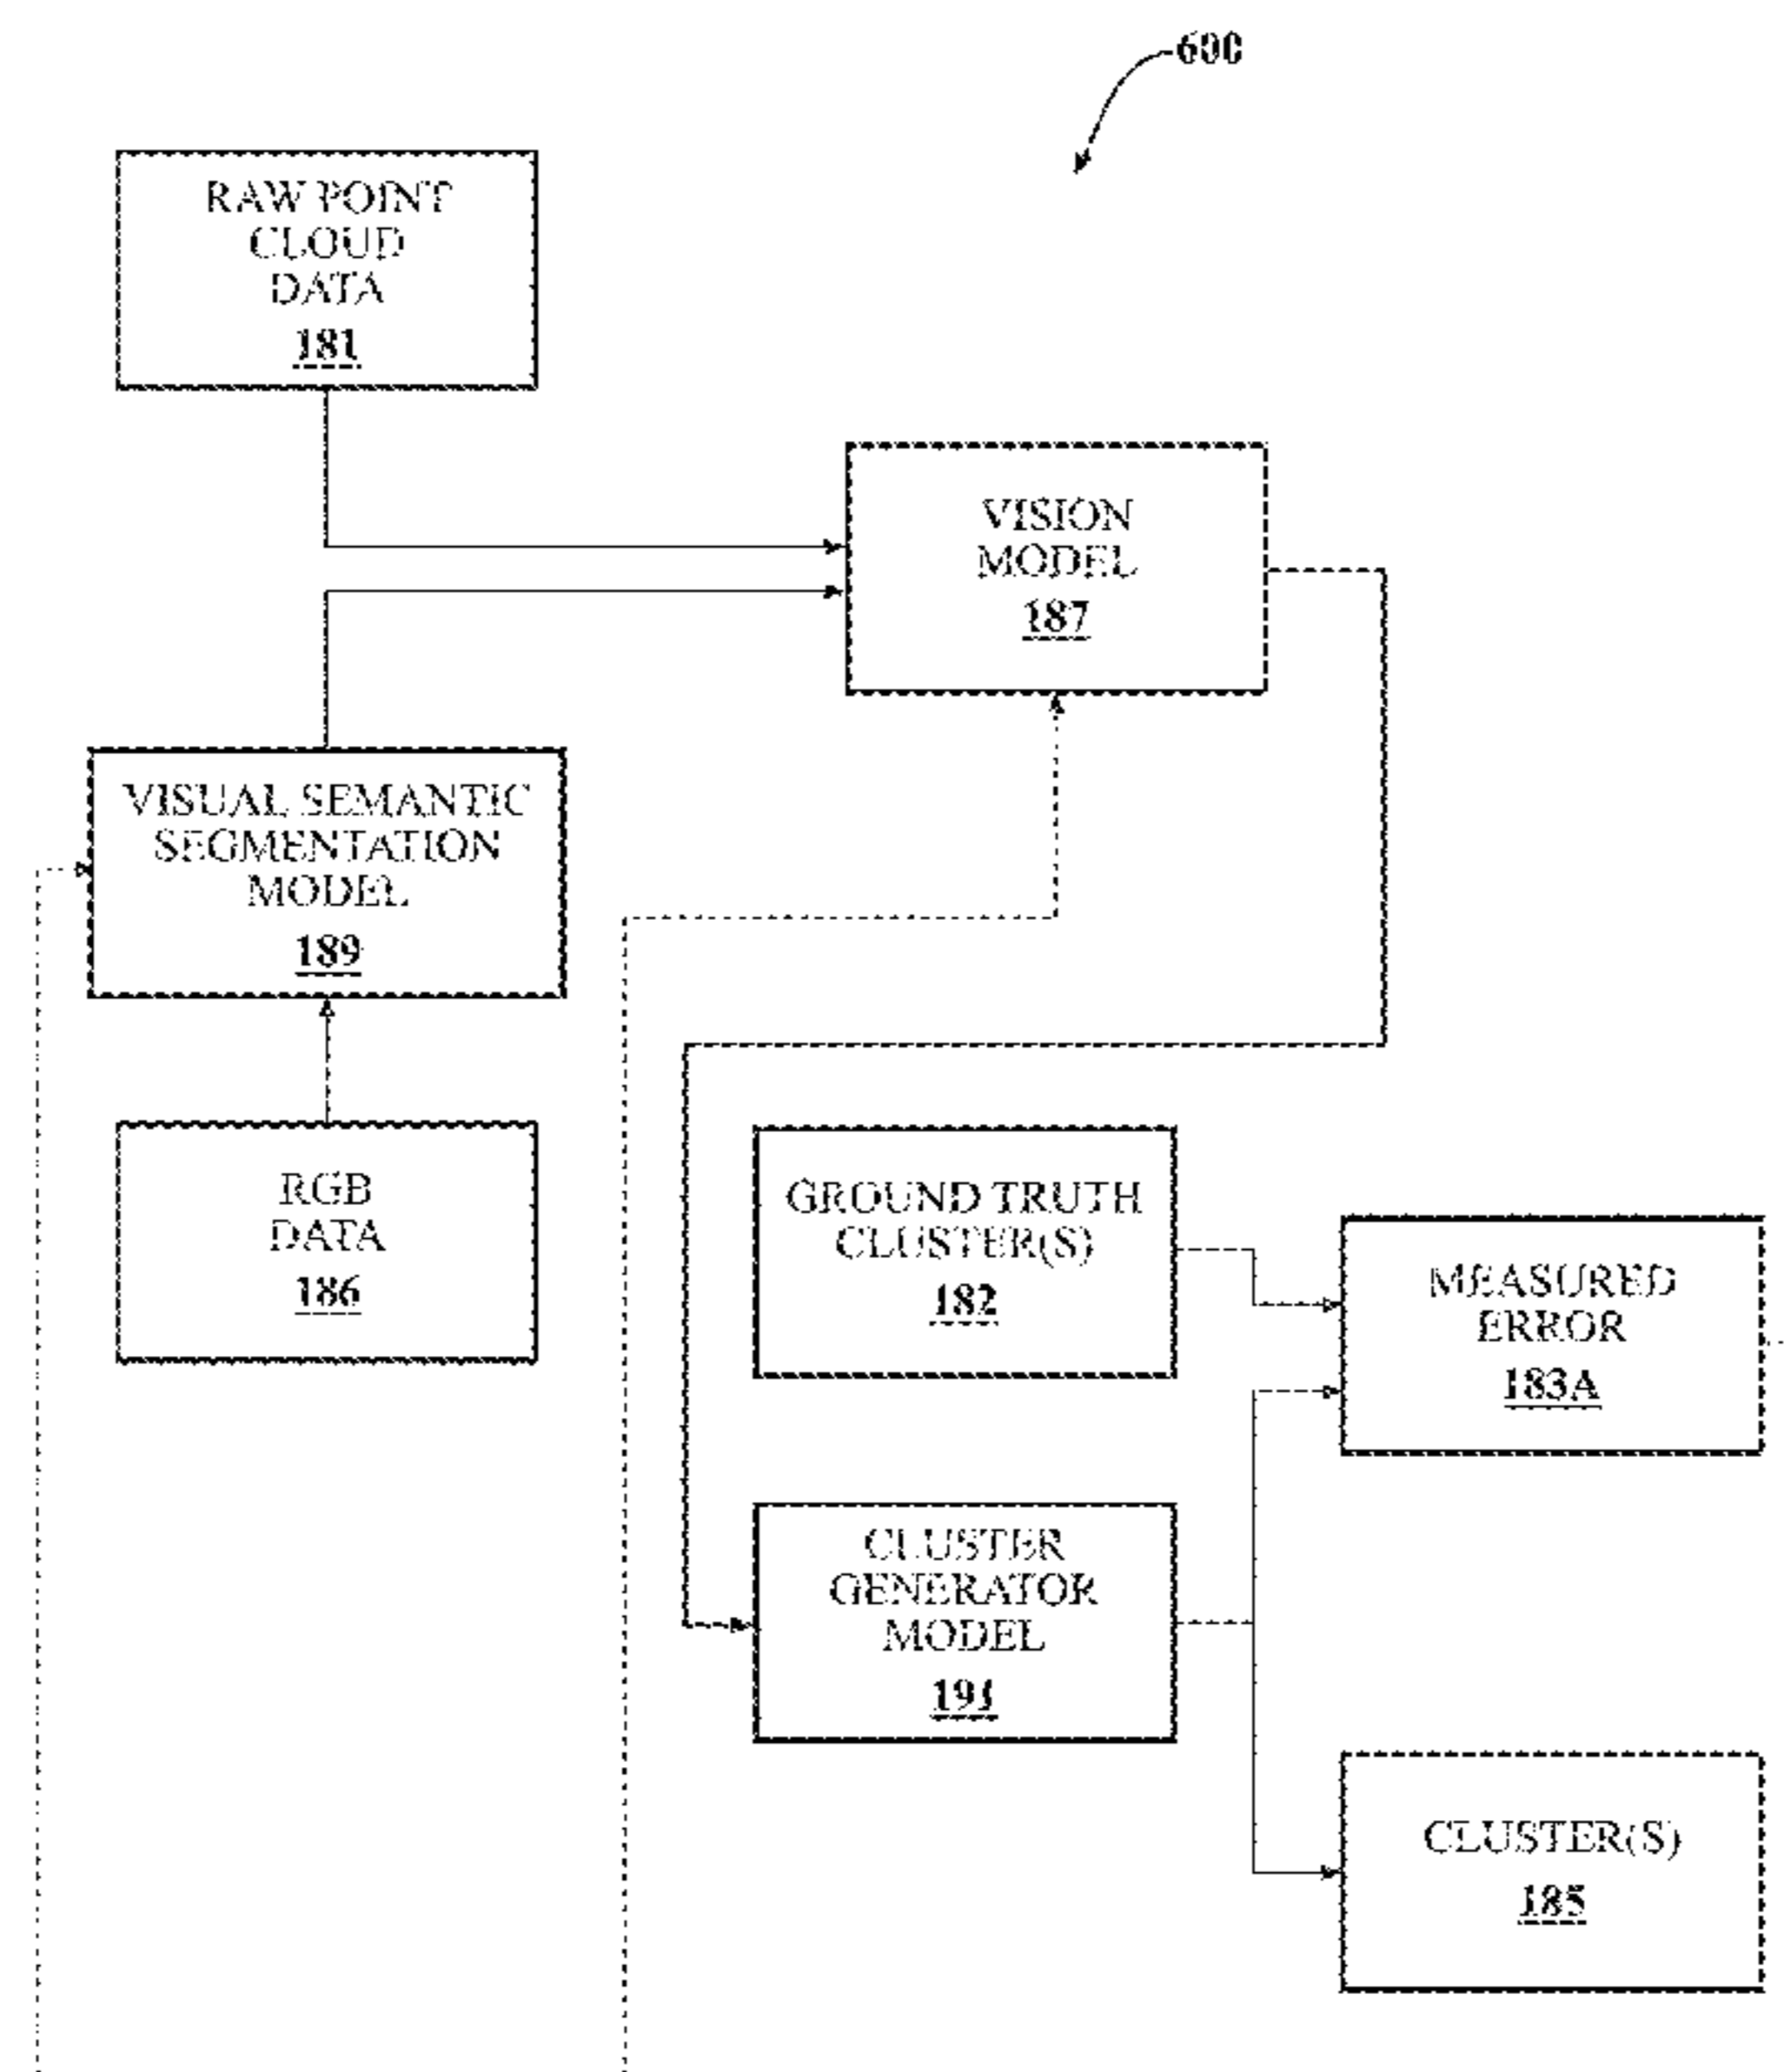 600
RAW POINT
CLOUD
DATA
181
VISION
MODEL
187
VISUAL SEMANTIC
SEGMENTATION
MODEL
189
RGB
DATA
186
GROUND TRUTH
CLUSTER(S)
182
MEASURED
ERROR
183A
CLUSTER
GENERATOR
MODEL
191
CLUSTER(S)
185